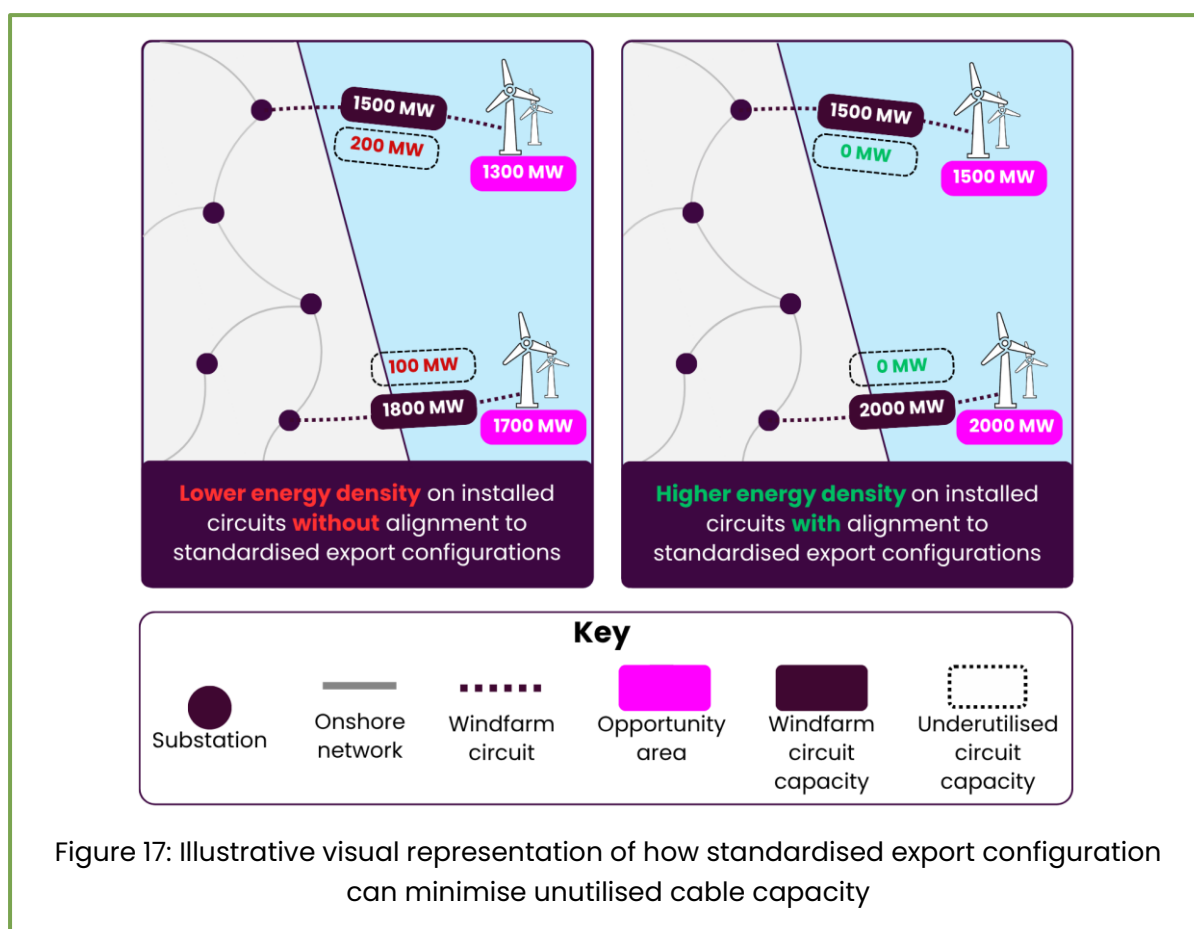 1500 MW
200 MW
1300 MW
100 MW
1800 MW
1700 MW
Lower energy density on installed
circuits without alignment to
standardised export configurations
1500 MW
0 MW
1500 MW
0 MW
2000 MW
2000 MW
Higher energy density on installed
circuits with alignment to
standardised export configurations
Key
Substation
Onshore
network
Windfarm
circuit
Opportunity
area
Windfarm
circuit
capacity
Underutilised
circuit
capacity
Figure 17: Illustrative visual representation of how standardised export configuration
can minimise unutilised cable capacity